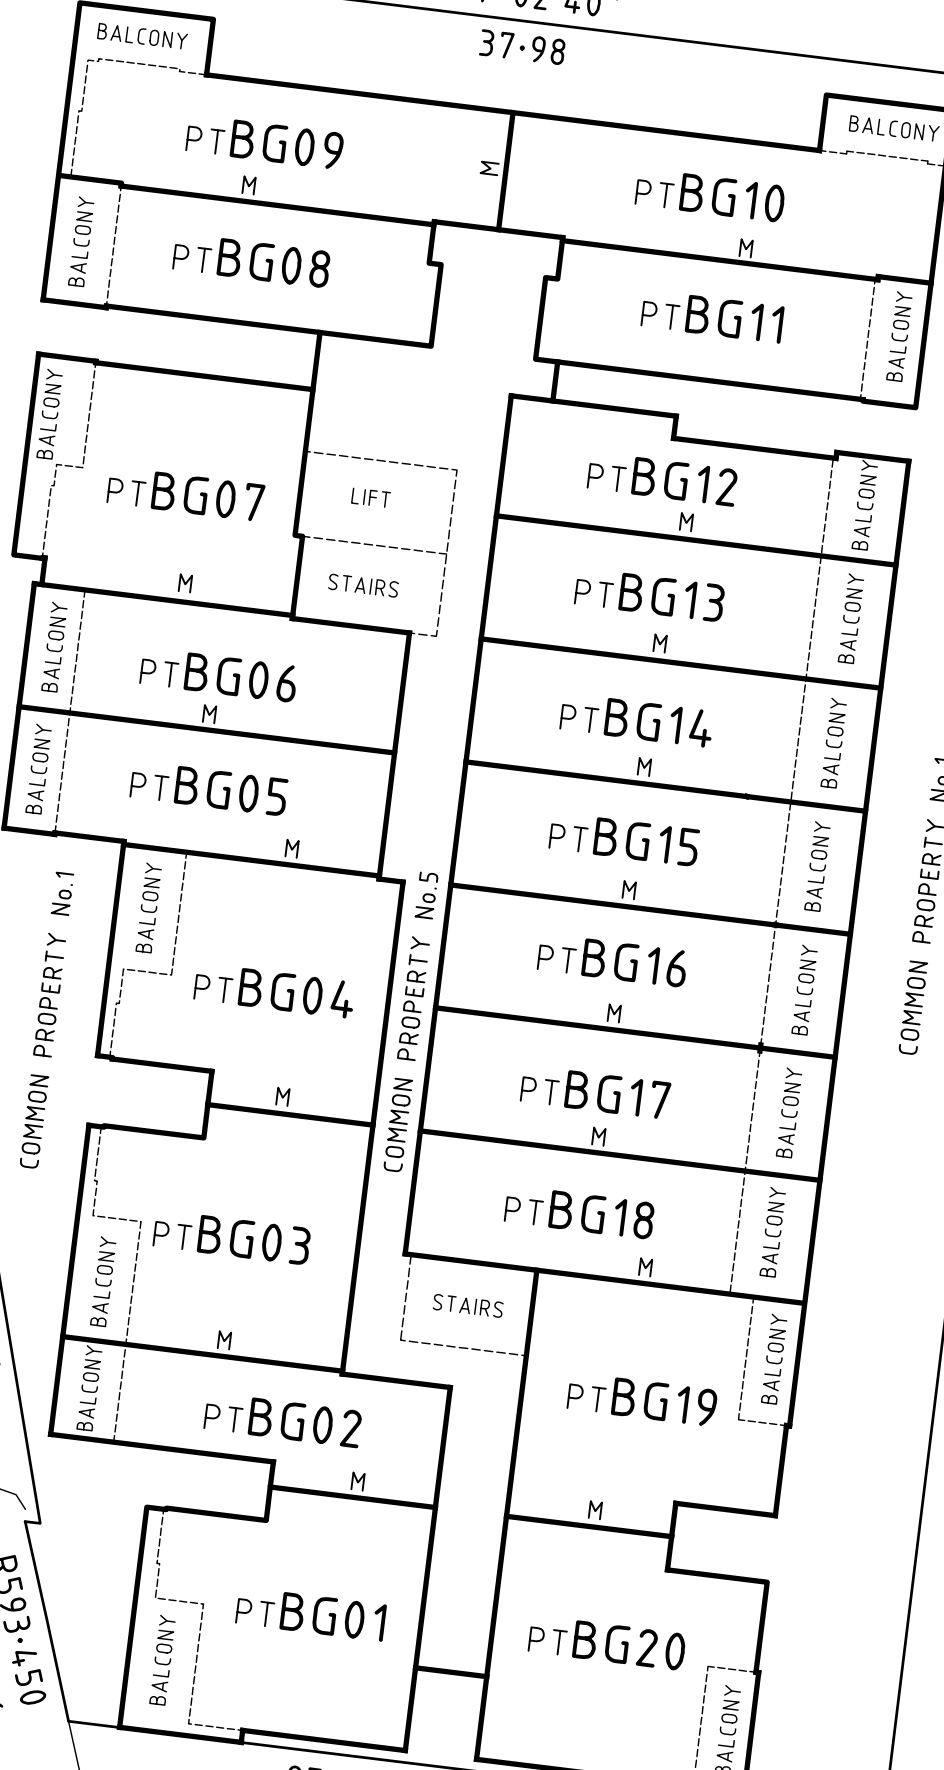 37·98
BALCONY
BALCONY
PTBG09
M
M
PTBG10
M
BALCONY
PTBG08
PTBG11
BALCONY
BALCONY
PTBG07
M
LIFT
STAIRS
PTBG12
M
BALCONY
PTBG13
M
BALCONY
BALCONY
PTBG06
M
PTBG14
M
BALCONY
BALCONY
PTBG05
M
PTBG15
M
BALCONY
COMMON PROPERTY No.1
BALCONY
PTBG04
M
COMMON PROPERTY No.5
PTBG16
M
BALCONY
COMMON PROPERTY No.1
PTBG17
M
BALCONY
PTBG03
BALCONY
M
PTBG18
M
BALCONY
STAIRS
BALCONY
PTBG02
M
PTBG19
M
BALCONY
PTBG01
BALCONY
PTBG20
BALCONY
R593·450